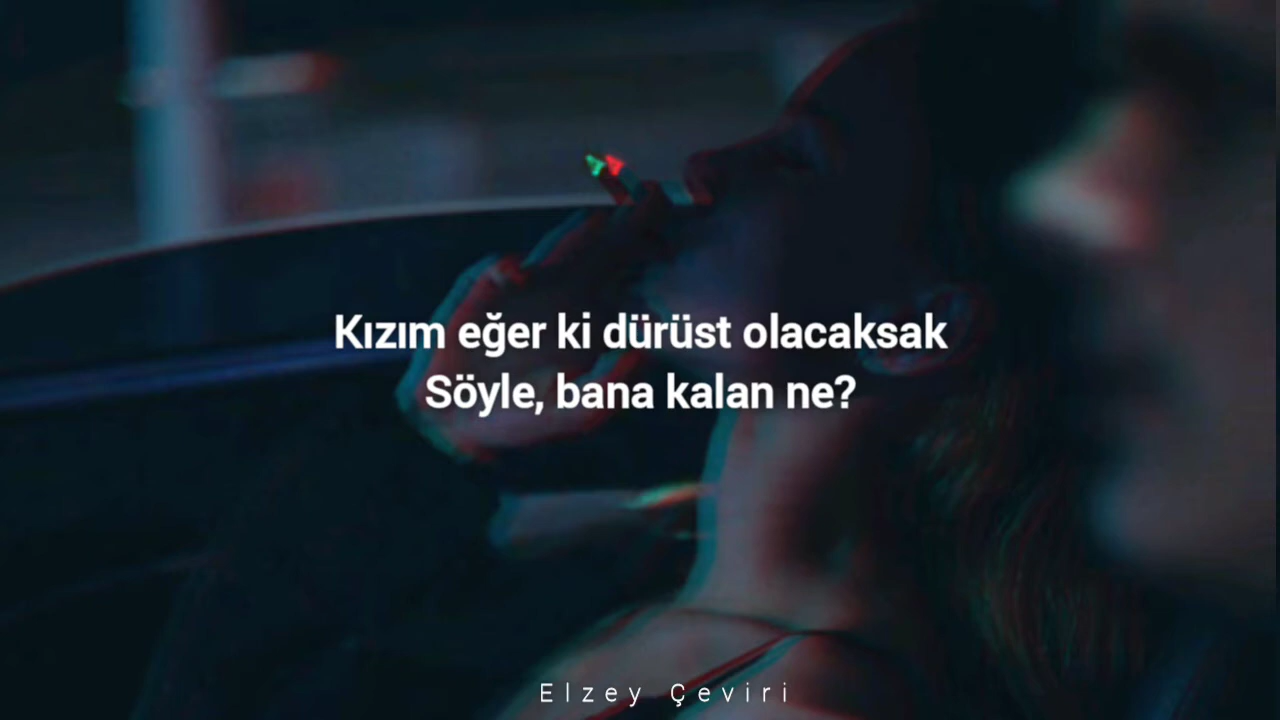 Kızım eğer ki dürüst olacaksak
Söyle, bana kalan ne?
Elzey Çeviri